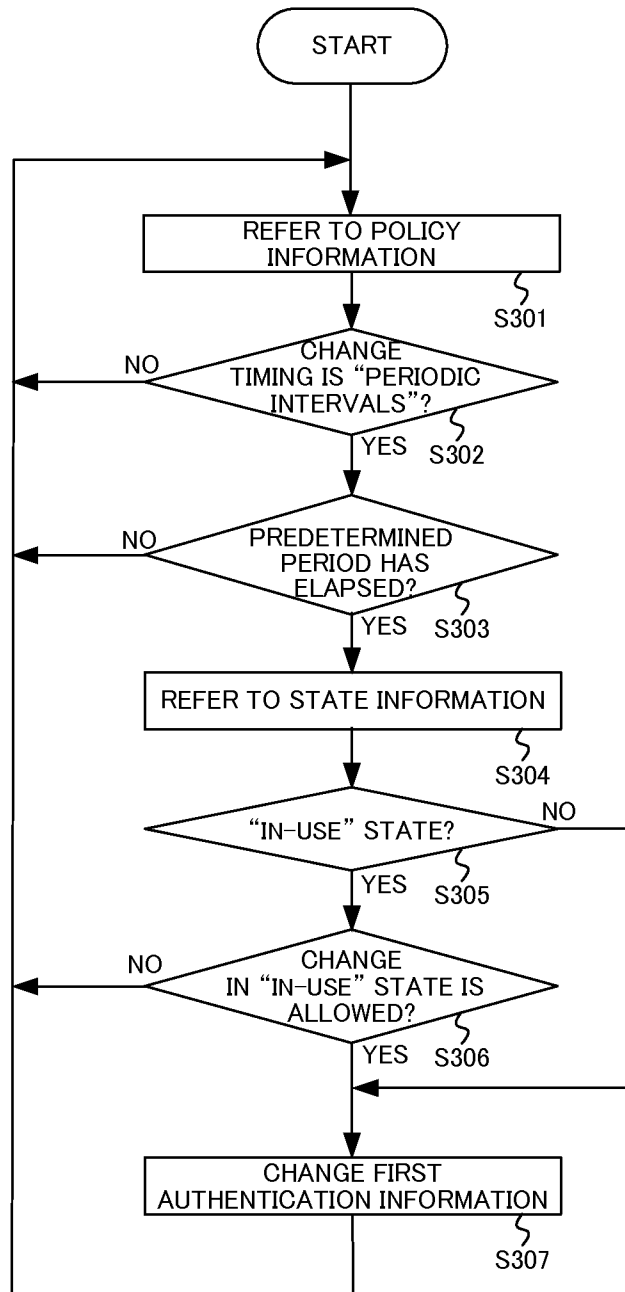 START
REFER TO POLICY
INFORMATION
S301
CHANGE
TIMING IS “PERIODIC
INTERVALS”?
NO
S302
YES
PREDETERMINED
PERIOD HAS
ELAPSED?
NO
S303
YES
REFER TO STATE INFORMATION
S304
“IN-USE” STATE?
NO
S305
YES
CHANGE
IN “IN-USE” STATE IS
ALLOWED?
NO
S306
YES
CHANGE FIRST
AUTHENTICATION INFORMATION
S307